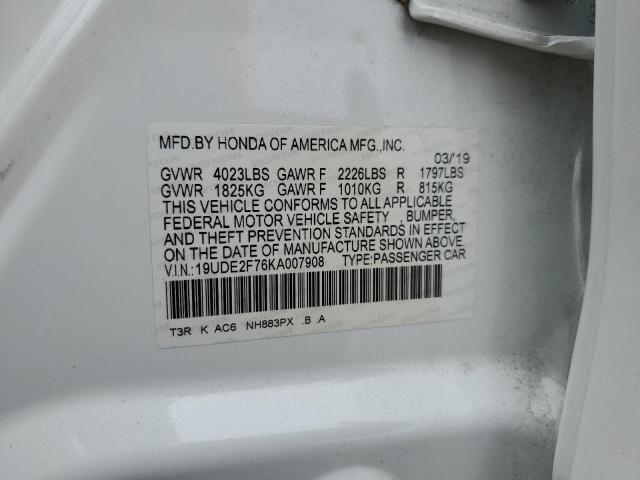 MFD.BY HONDA OF AMERICA MFG.,INC.
03/'19
GVWR 4023LBS GAWR F 2226LBS R 1797LBS
GVWR 1825KG GAWR F 1010KG R 815KG
THIS VEHICLE CONFORMS TO ALL APPLICABLE
FEDERAL MOTOR VEHICLE SAFETY BUMPER,
AND THEFT PREVENTION STANDARDS IN EFFECT
ON THE DATE OF MANUFACTURE SHOWN ABOVE.
V.I.N.: 19UDE2F76KA007908 TYPE:PASSENGER CAR
T3R K AC6 NH883PX .B .A